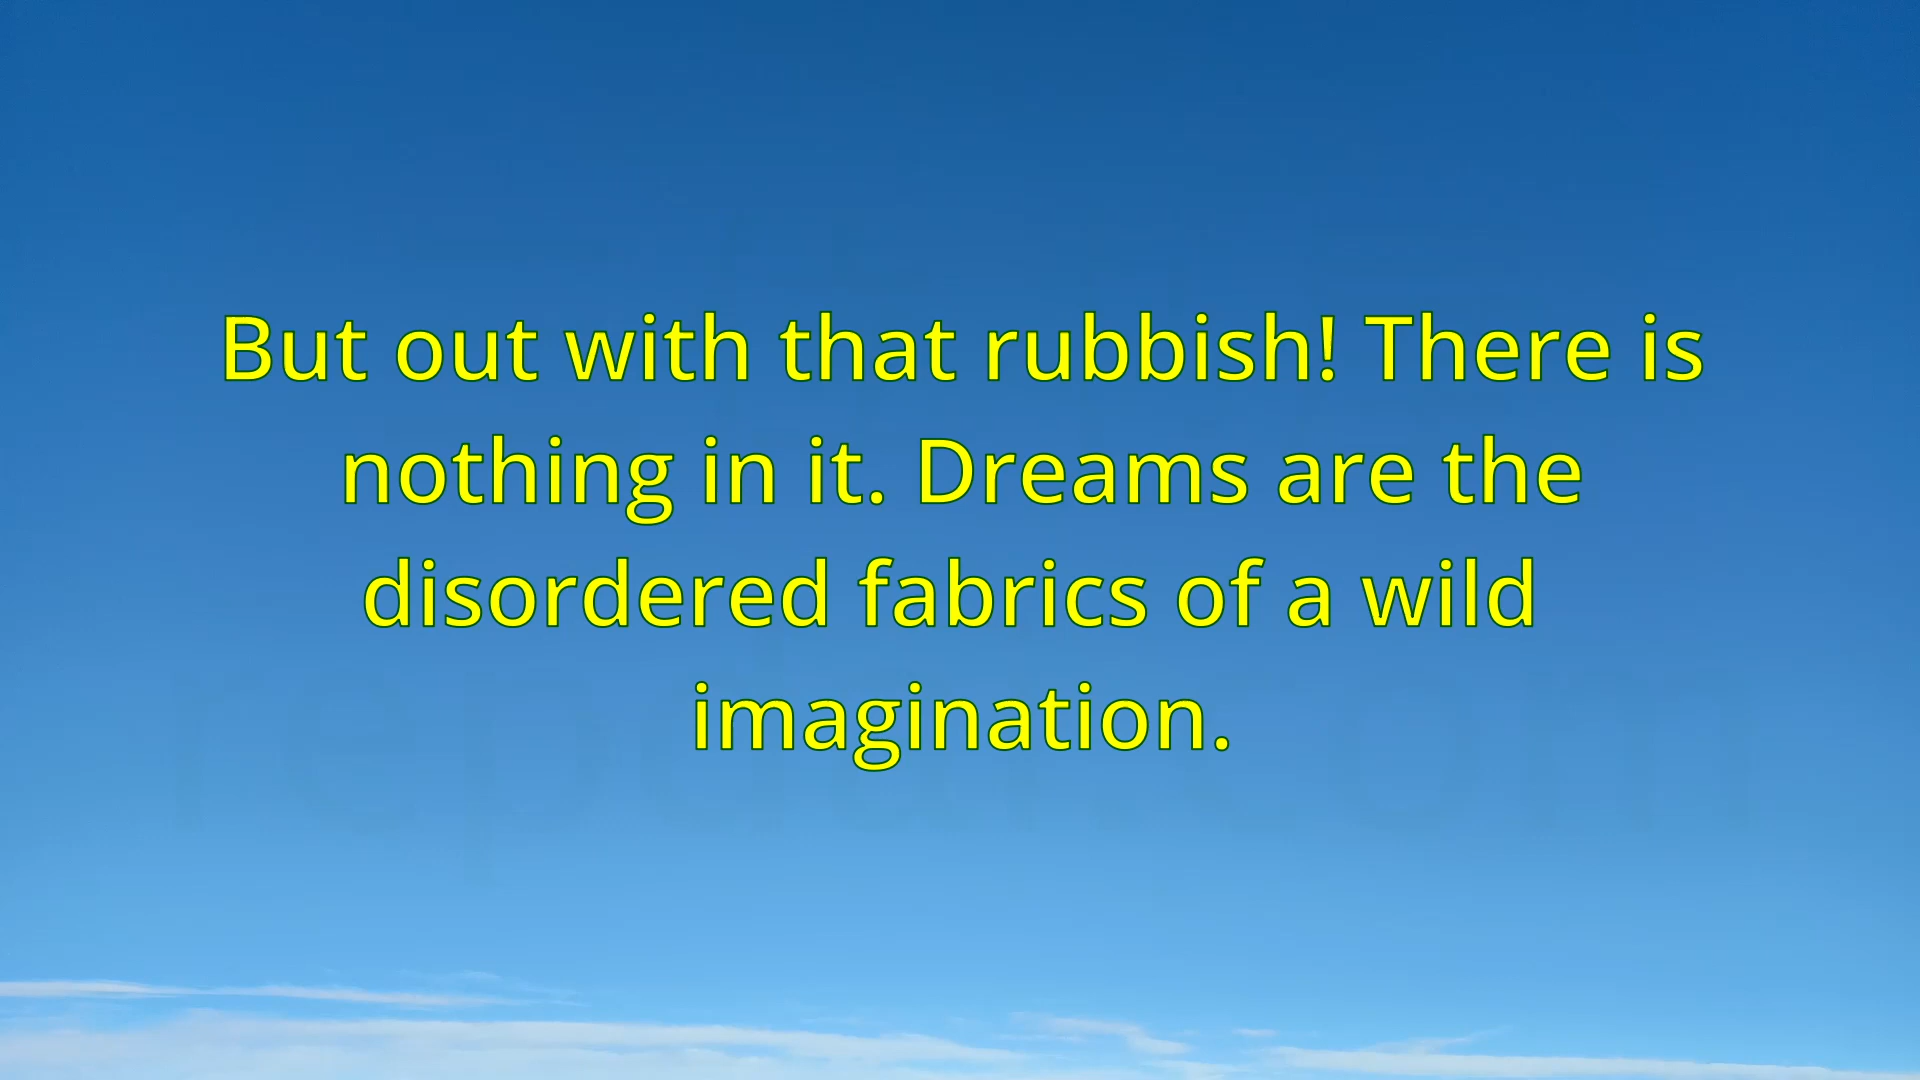 But out with that rubbish! There is
nothing in it. Dreams are the
disordered fabrics of a wild
imagination.